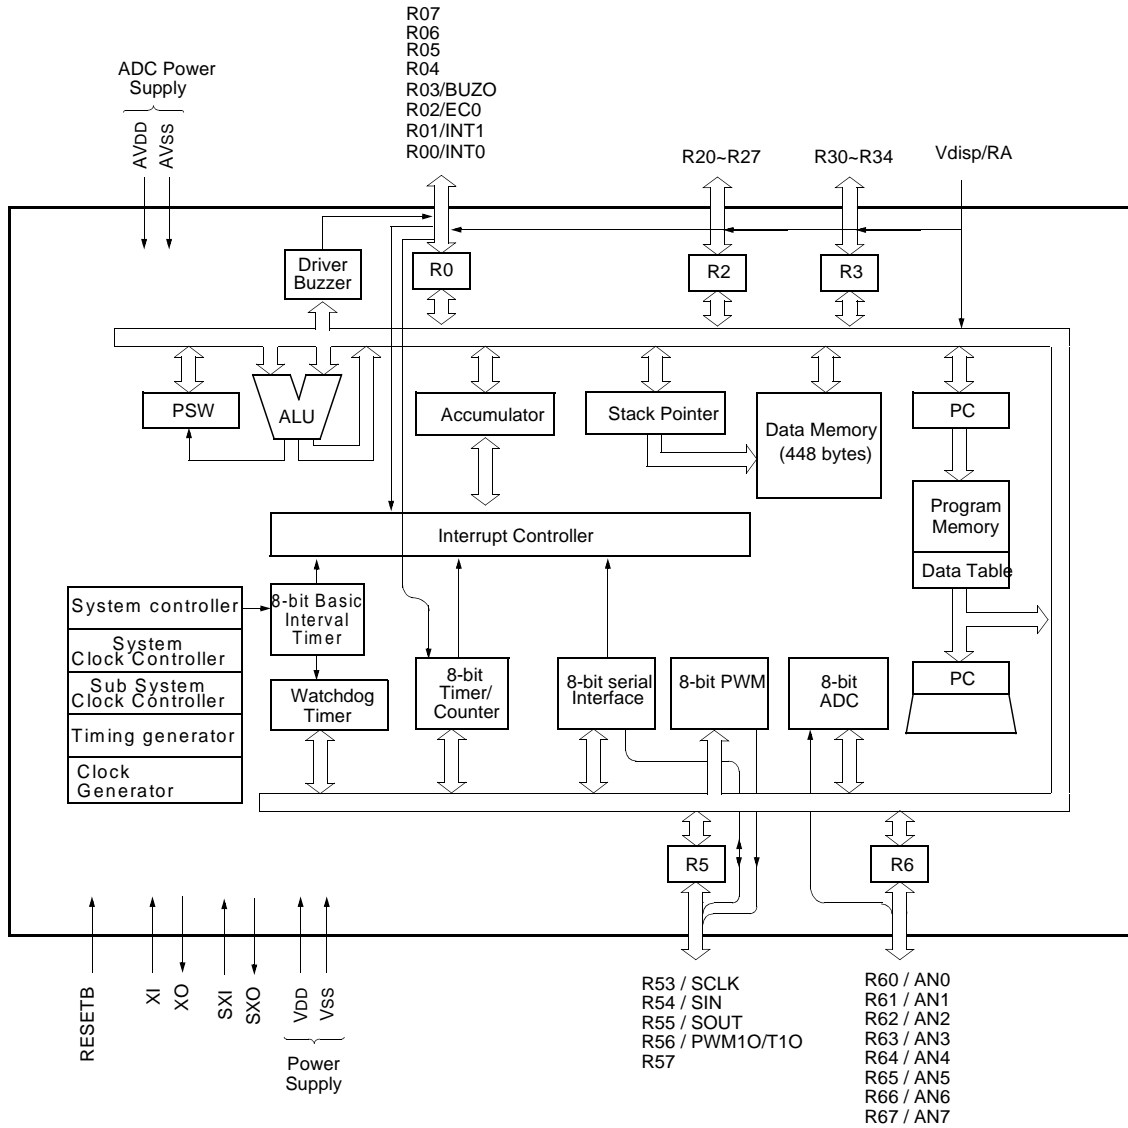 R07
R06
R05
R04
R03/BUZO
R02/EC0
R01/INT1
R00/INT0
ADC Power
Supply
AVDD
AVSS
R20~R27
R30~R34
Vdisp/RA
Driver
Buzzer
R0
R2
R3
PSW
ALU
Accumulator
Stack Pointer
Data Memory
(448 bytes)
PC
Program
Memory
Data Table
PC
Interrupt Controller
System controller
System
Clock Controller
Sub System
Clock Controller
Timing generator
Clock
Generator
8-bit Basic
Interval
Timer
Watchdog
Timer
8-bit
Timer/
Counter
8-bit serial
Interface
8-bit PWM
8-bit
ADC
R5
R6
RESETB
XI
XO
SXI
SXO
VDD
VSS
Power
Supply
R53 / SCLK
R54 / SIN
R55 / SOUT
R56 / PWM1O/T1O
R57
R60 / AN0
R61 / AN1
R62 / AN2
R63 / AN3
R64 / AN4
R65 / AN5
R66 / AN6
R67 / AN7